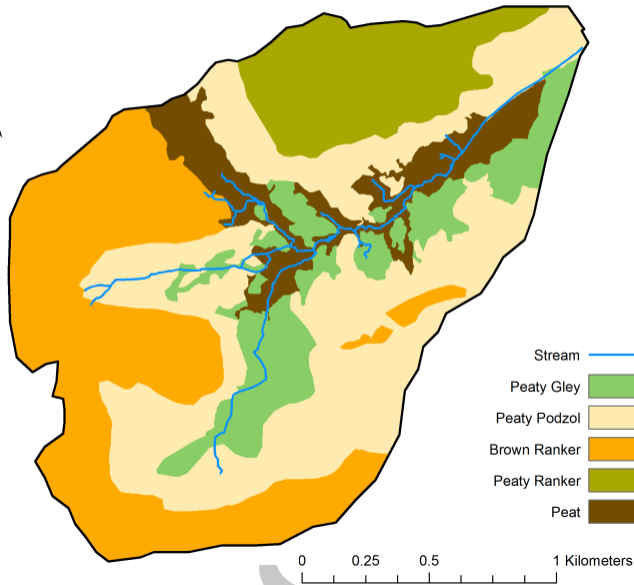 Stream
Peaty Gley
Peaty Podzol
Brown Ranker
Peaty Ranker
Peat
0 0.25 0.5 1 Kilometers